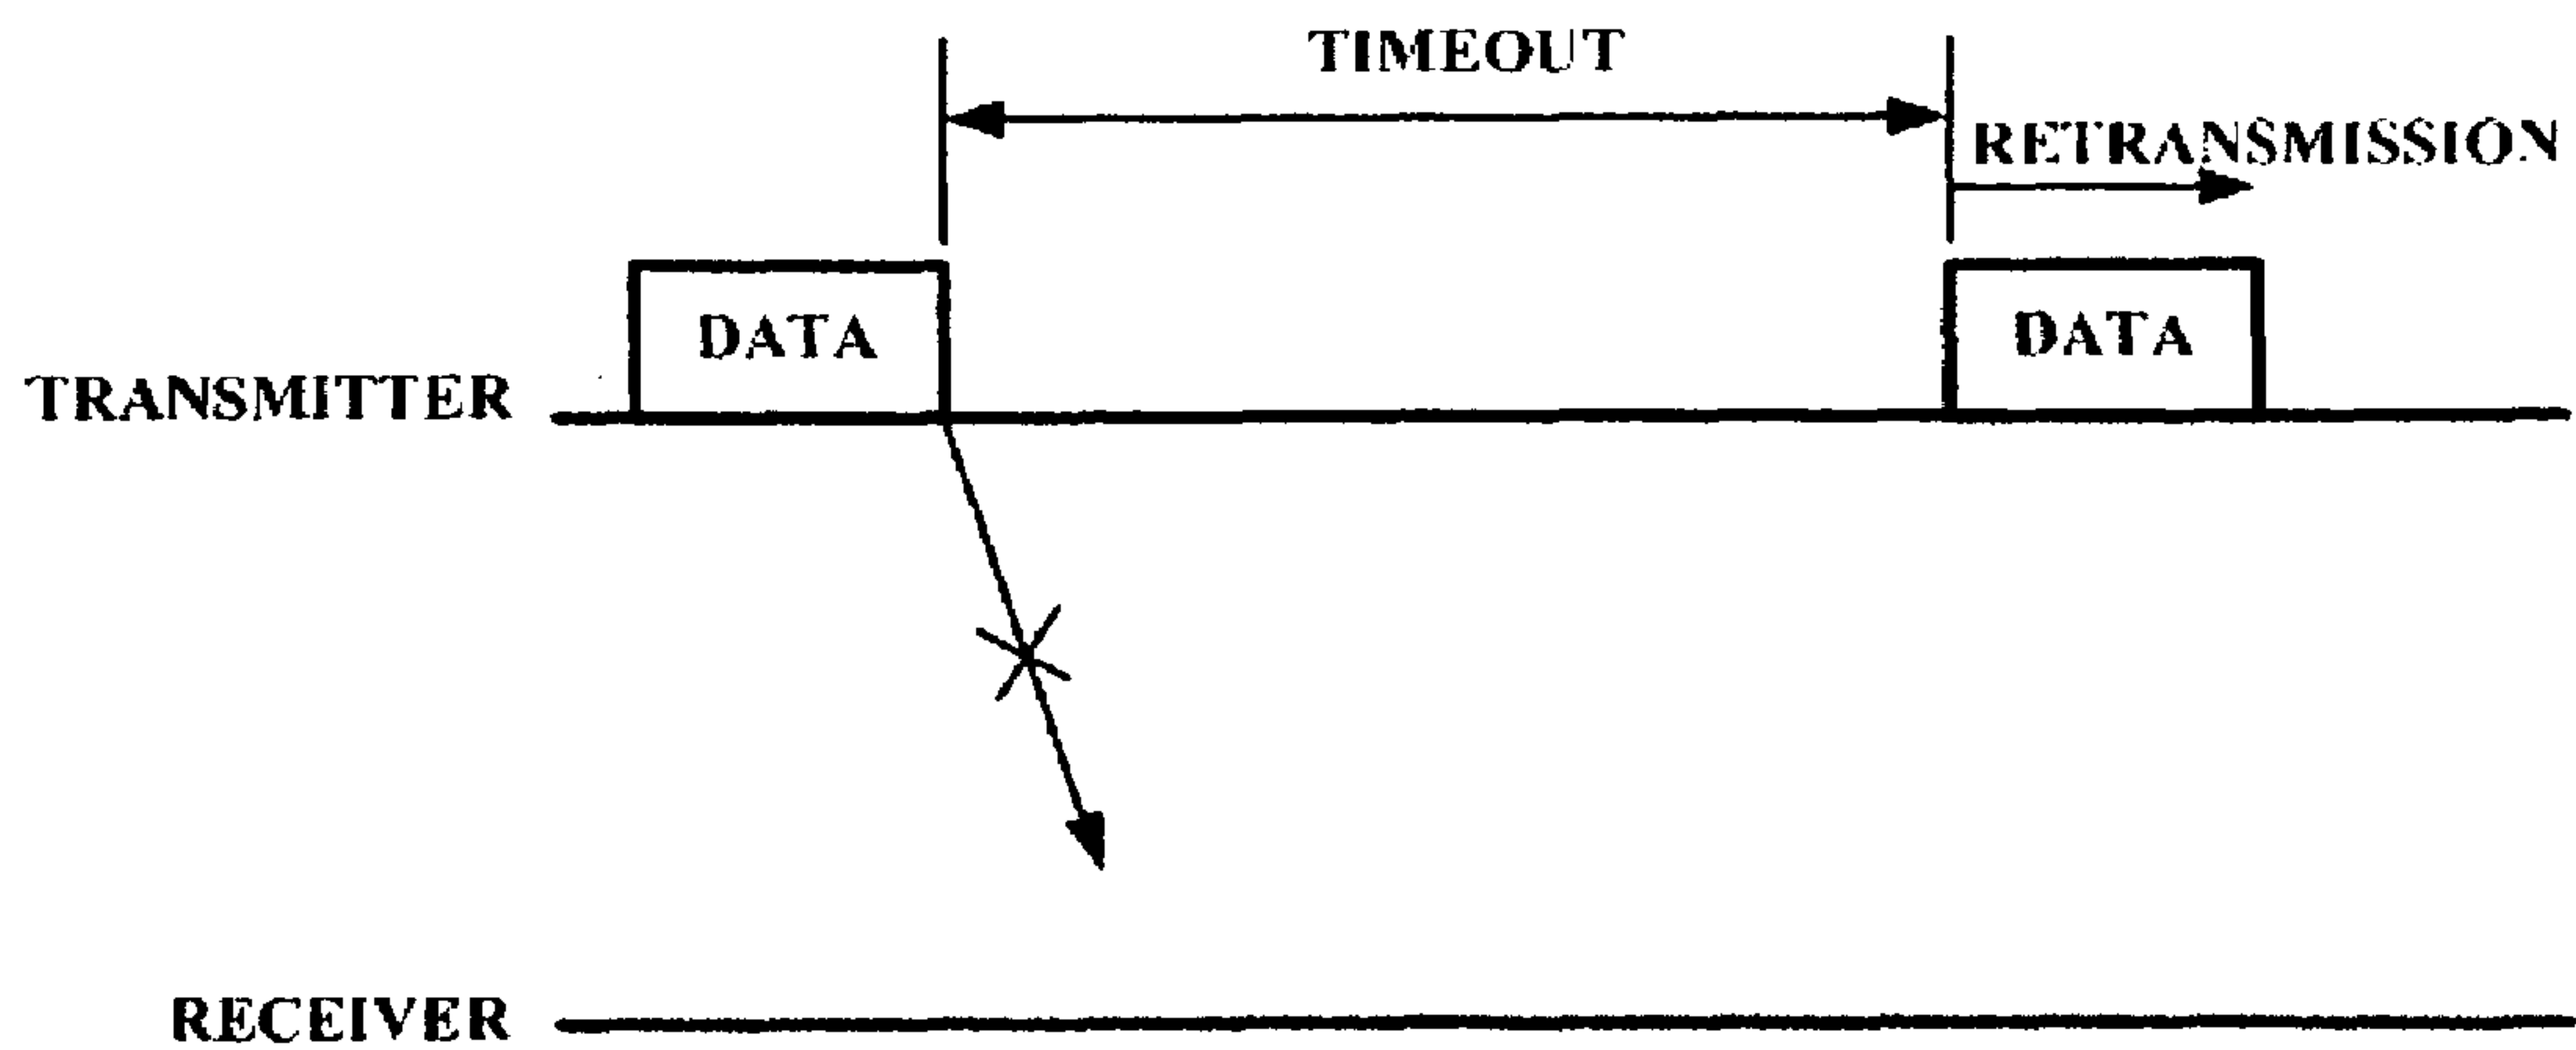 TIMEOUT
RETRANSMISSION
DATA
DATA
TRANSMITTER
RECEIVER